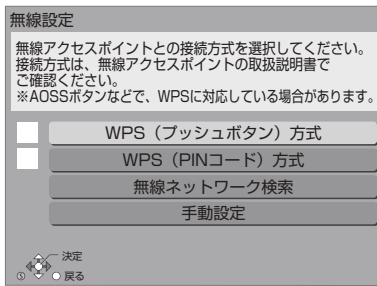 無線設定
無線アクセスポイントとの接続方式を選択してください。
接続方式は、無線アクセスポイントの取扱説明書で
ご確認ください。
※AOSSボタンなどで、WPSに対応している場合があります。
WPS（プッシュボタン）方式
WPS（PINコード）方式
無線ネットワーク検索
手動設定
決定
Ⓢ 戻る